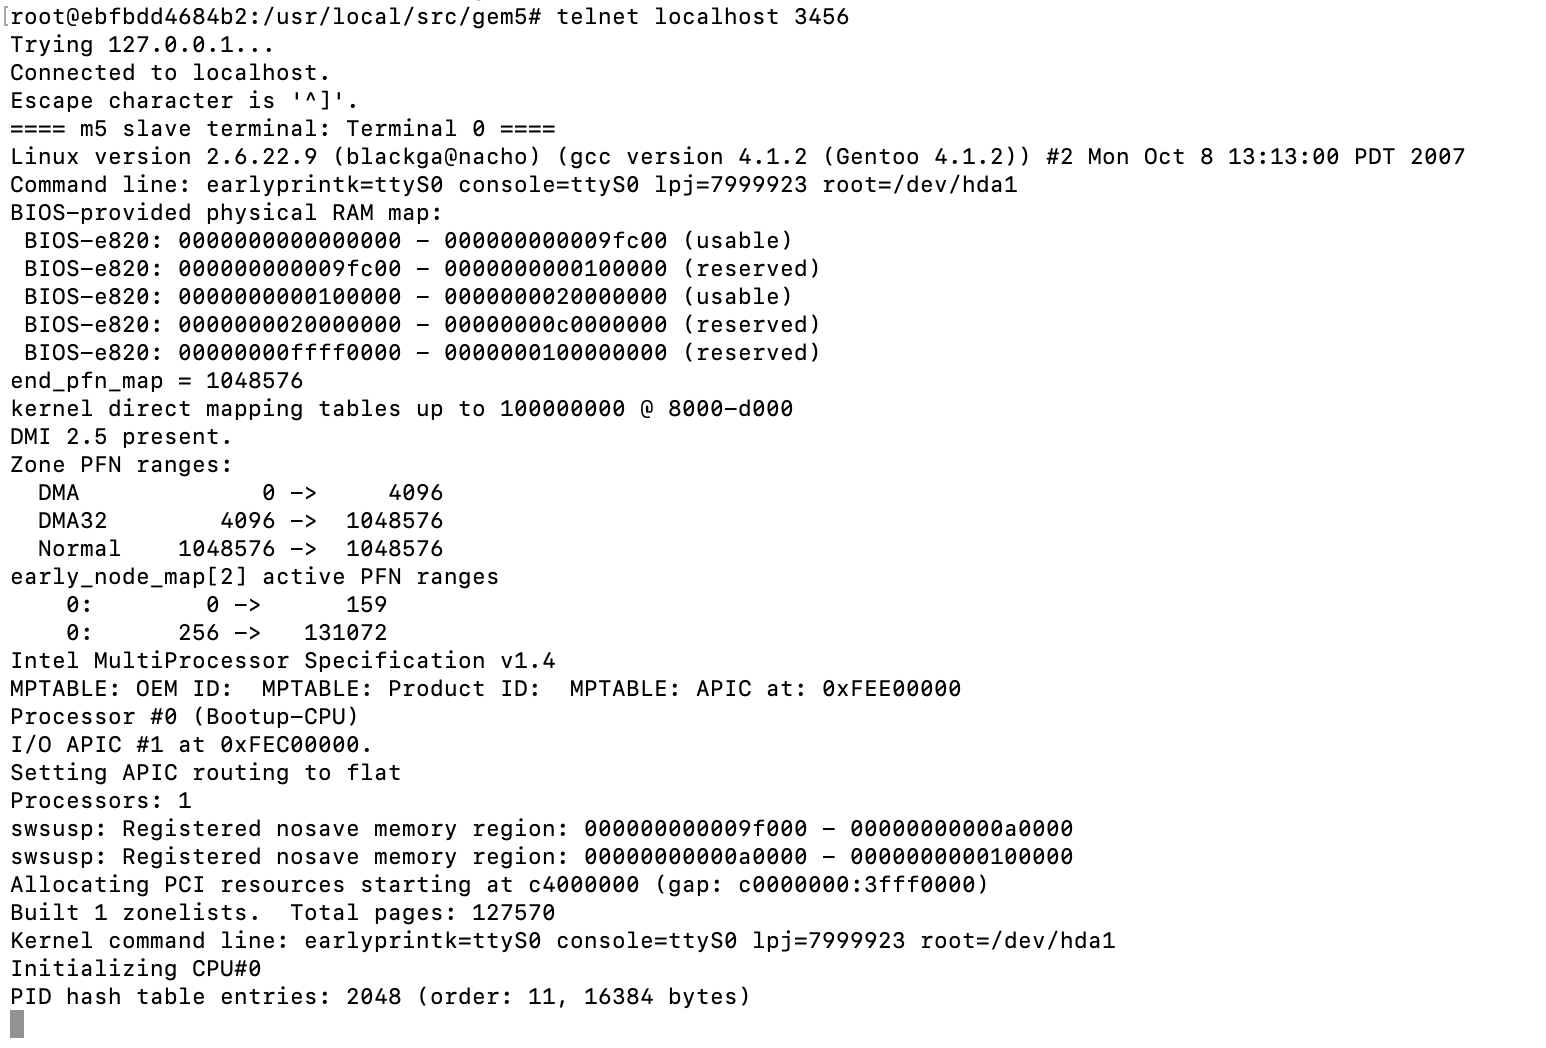 [root@ebfbdd4684b2:/usr/local/src/gem5# telnet localhost 3456
Trying 127.0.0.1...
Connected to localhost.
Escape character is '^]'.
==== m5 slave terminal: Terminal 0 ====
Linux version 2.6.22.9 (blackga@nacho) (gcc version 4.1.2 (Gentoo 4.1.2)) #2 Mon Oct 8 13:13:00 PDT 2007
Command line: earlyprintk=ttyS0 console=ttyS0 lpj=7999923 root=/dev/hda1
BIOS-provided physical RAM map:
 BIOS-e820: 0000000000000000 - 000000000009fc00 (usable)
 BIOS-e820: 000000000009fc00 - 0000000000100000 (reserved)
 BIOS-e820: 0000000000100000 - 0000000020000000 (usable)
 BIOS-e820: 0000000020000000 - 00000000c0000000 (reserved)
 BIOS-e820: 00000000ffff0000 - 0000000100000000 (reserved)
end_pfn_map = 1048576
kernel direct mapping tables up to 100000000 @ 8000-d000
DMI 2.5 present.
Zone PFN ranges:
  DMA             0 ->     4096
  DMA32        4096 ->  1048576
  Normal    1048576 ->  1048576
early_node_map[2] active PFN ranges
    0:        0 ->      159
    0:      256 ->   131072
Intel MultiProcessor Specification v1.4
MPTABLE: OEM ID:  MPTABLE: Product ID:  MPTABLE: APIC at: 0xFEE00000
Processor #0 (Bootup-CPU)
I/O APIC #1 at 0xFEC00000.
Setting APIC routing to flat
Processors: 1
swsusp: Registered nosave memory region: 000000000009f000 - 00000000000a0000
swsusp: Registered nosave memory region: 00000000000a0000 - 0000000000100000
Allocating PCI resources starting at c4000000 (gap: c0000000:3fff0000)
Built 1 zonelists.  Total pages: 127570
Kernel command line: earlyprintk=ttyS0 console=ttyS0 lpj=7999923 root=/dev/hda1
Initializing CPU#0
PID hash table entries: 2048 (order: 11, 16384 bytes)